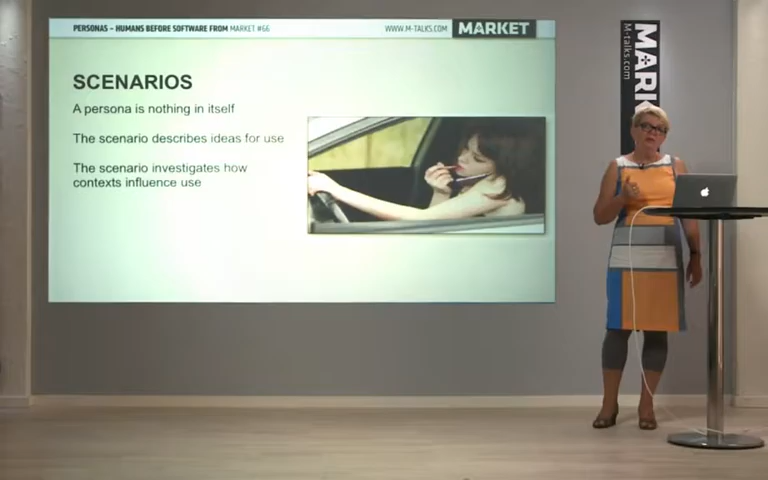 PERSONAS – HUMANS BEFORE SOFTWARE FROM MARKET #66
WWW.M-TALKS.COM
MARKET
SCENARIOS
A persona is nothing in itself
The scenario describes ideas for use
The scenario investigates how
contexts influence use
MARK
M-talks.com